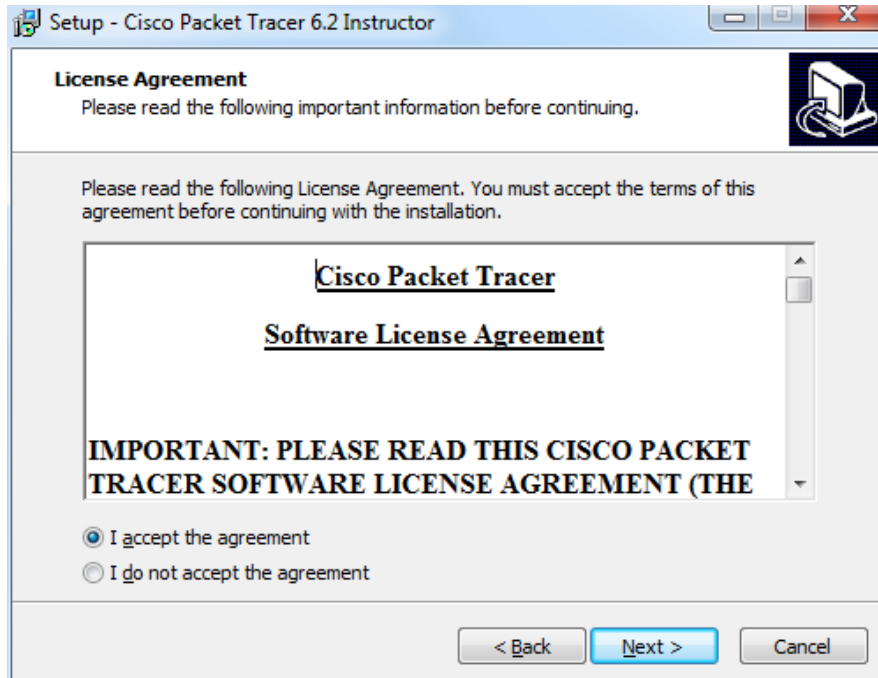 Setup - Cisco Packet Tracer 6.2 Instructor
License Agreement
Please read the following important information before continuing.
Please read the following License Agreement. You must accept the terms of this
agreement before continuing with the installation.
Cisco Packet Tracer
Software License Agreement
IMPORTANT: PLEASE READ THIS CISCO PACKET
TRACER SOFTWARE LICENSE AGREEMENT (THE
I accept the agreement
I do not accept the agreement
< Back Next > Cancel